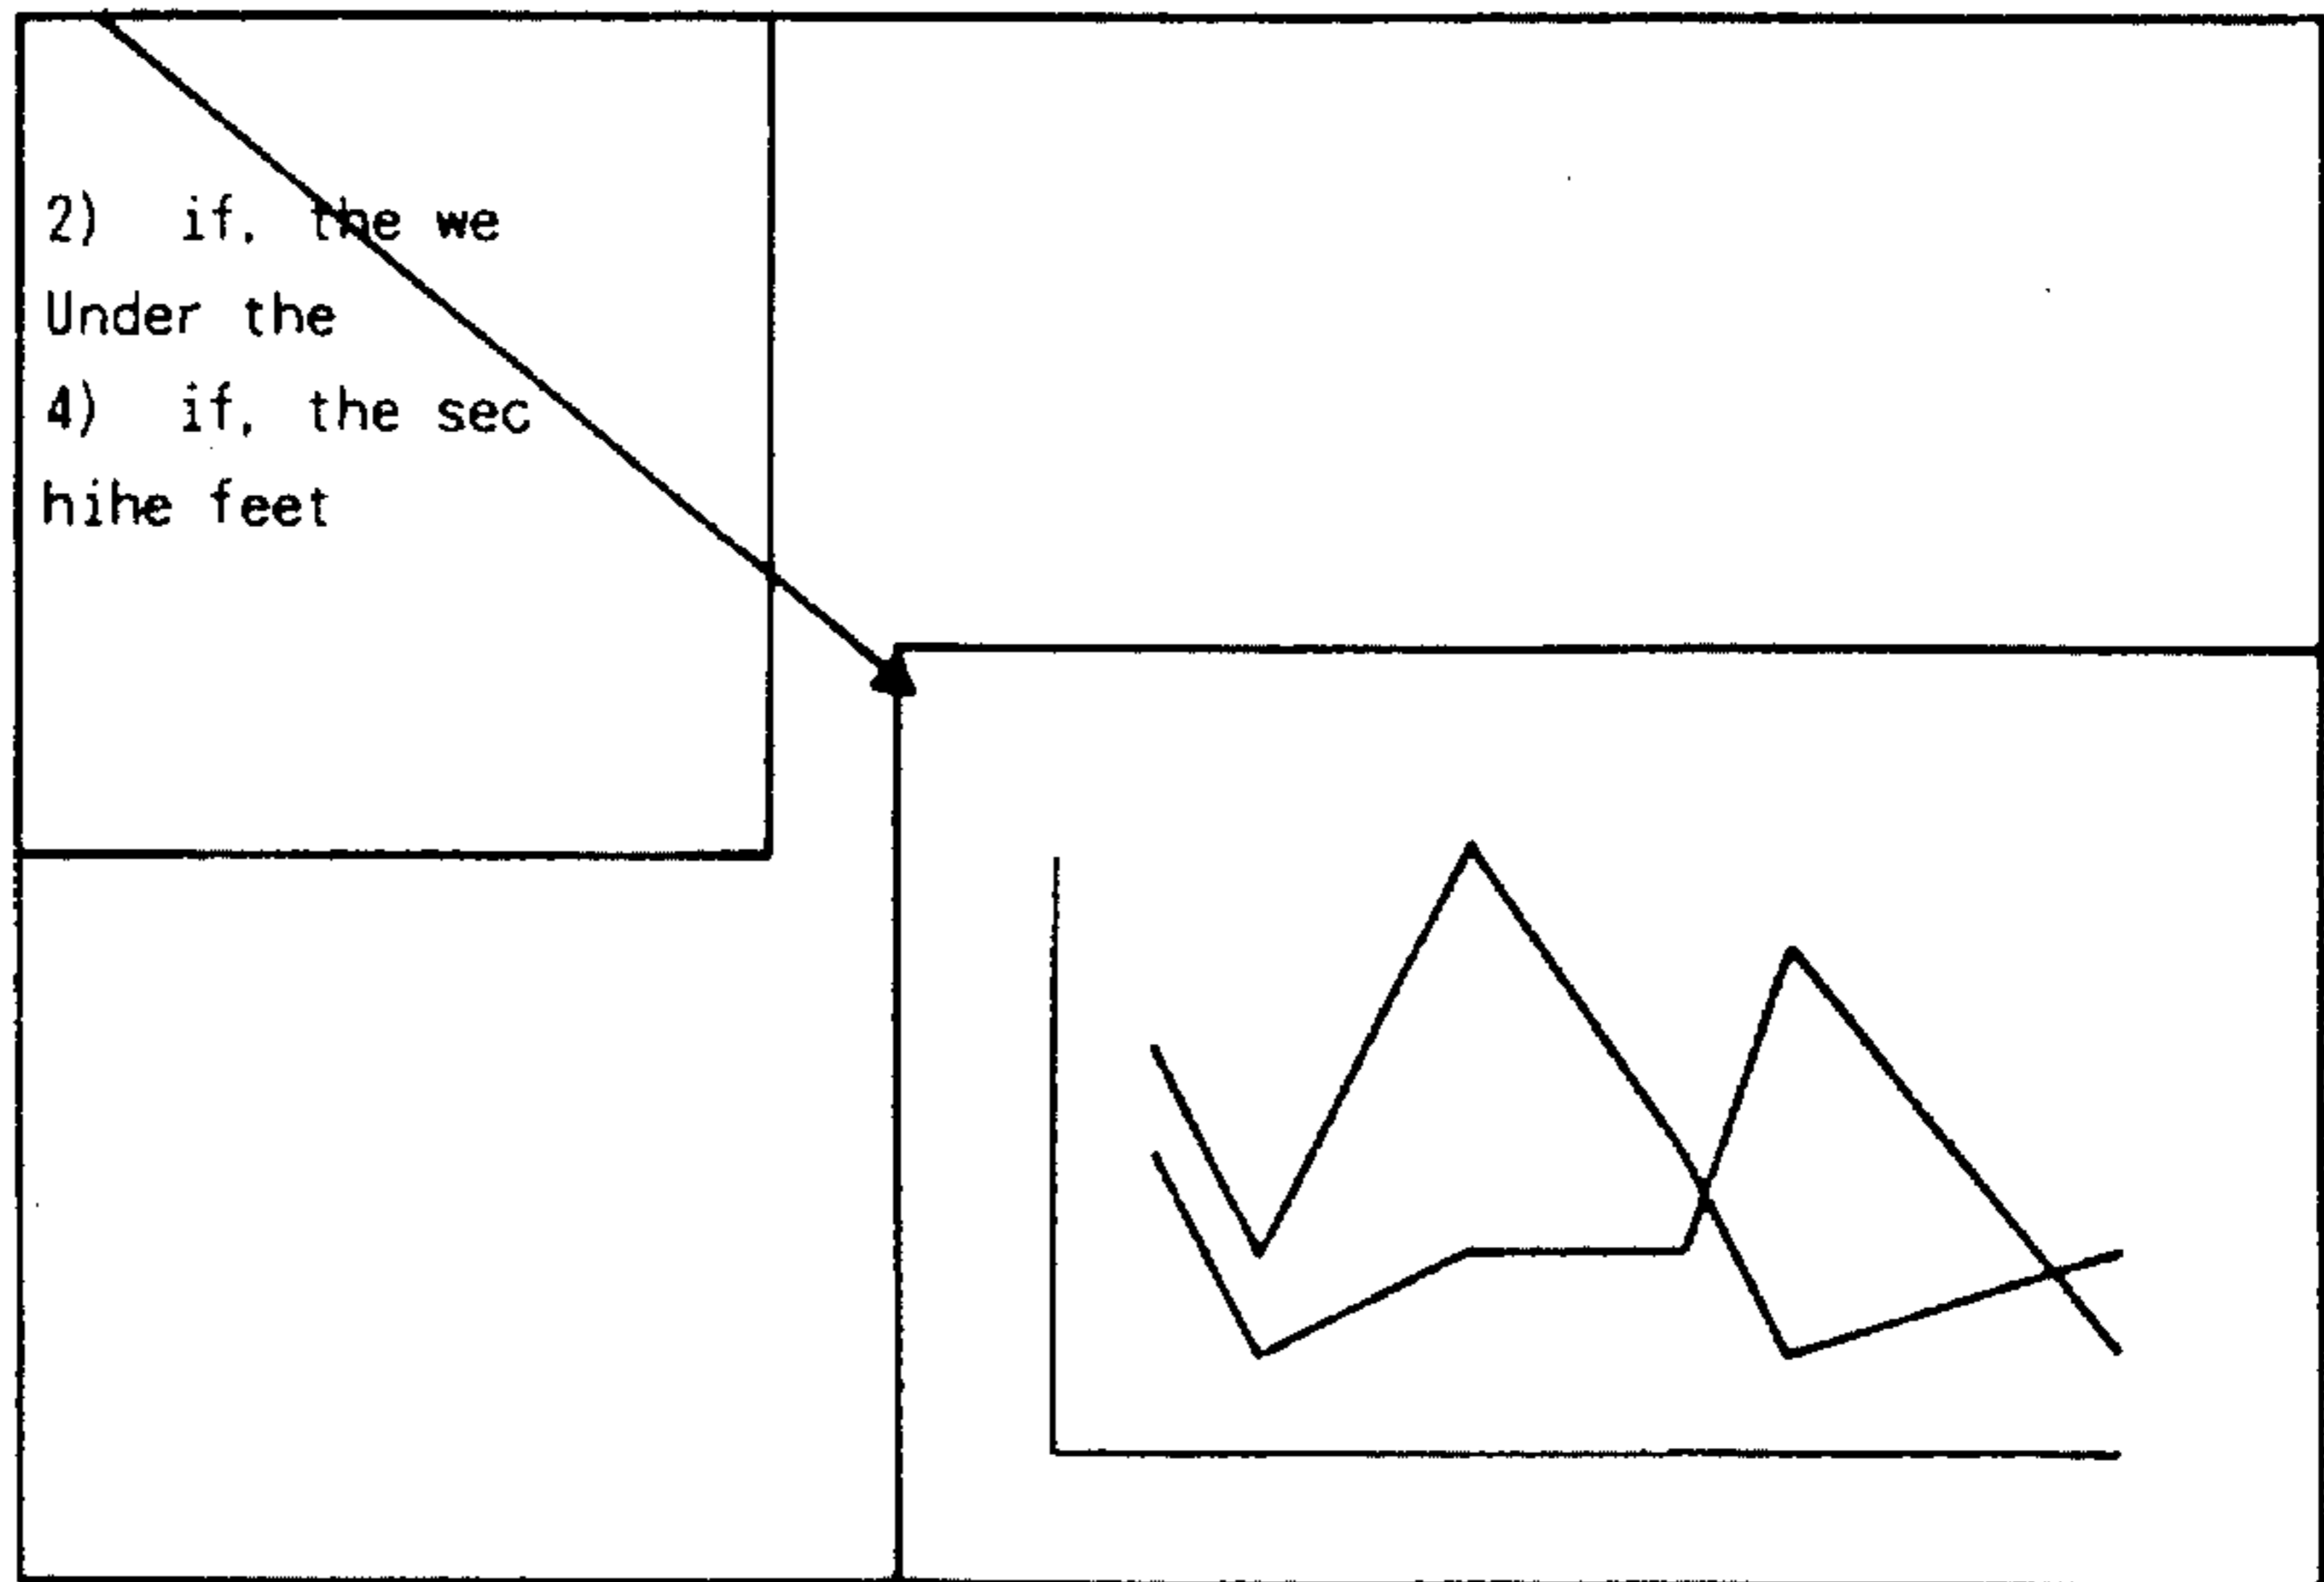 2) if, the we
Under the
4) if, the sec
hihe feet